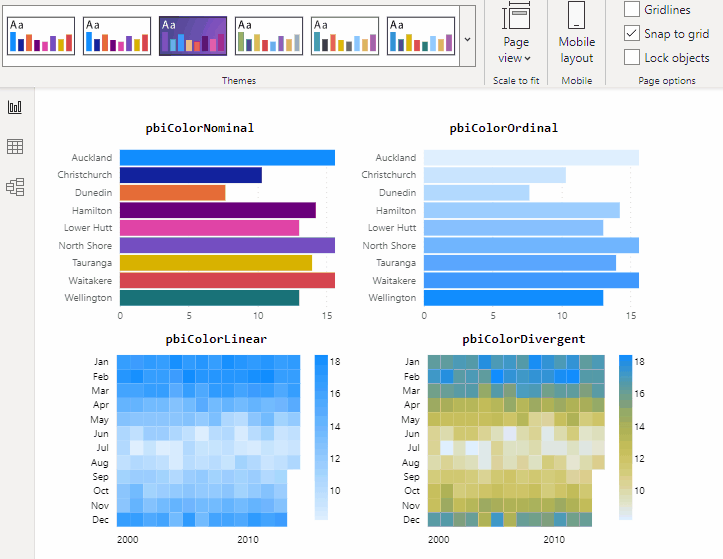 Aa Aa Aa Aa Aa Aa
Themes
Page
view
Scale to fit
Mobile
layout
Mobile
Gridlines
Snap to grid
Lock objects
Page options
pbiColorNominal
Auckland
Christchurch
Dunedin
Hamilton
Lower Hutt
North Shore
Tauranga
Waitakere
Wellington
0 5 10 15
pbiColorOrdinal
Auckland
Christchurch
Dunedin
Hamilton
Lower Hutt
North Shore
Tauranga
Waitakere
Wellington
0 5 10 15
pbiColorLinear
Jan
Feb
Mar
Apr
May
Jun
Jul
Aug
Sep
Oct
Nov
Dec
2000 2010
18
16
14
12
10
pbiColorDivergent
Jan
Feb
Mar
Apr
May
Jun
Jul
Aug
Sep
Oct
Nov
Dec
2000 2010
18
16
14
12
10